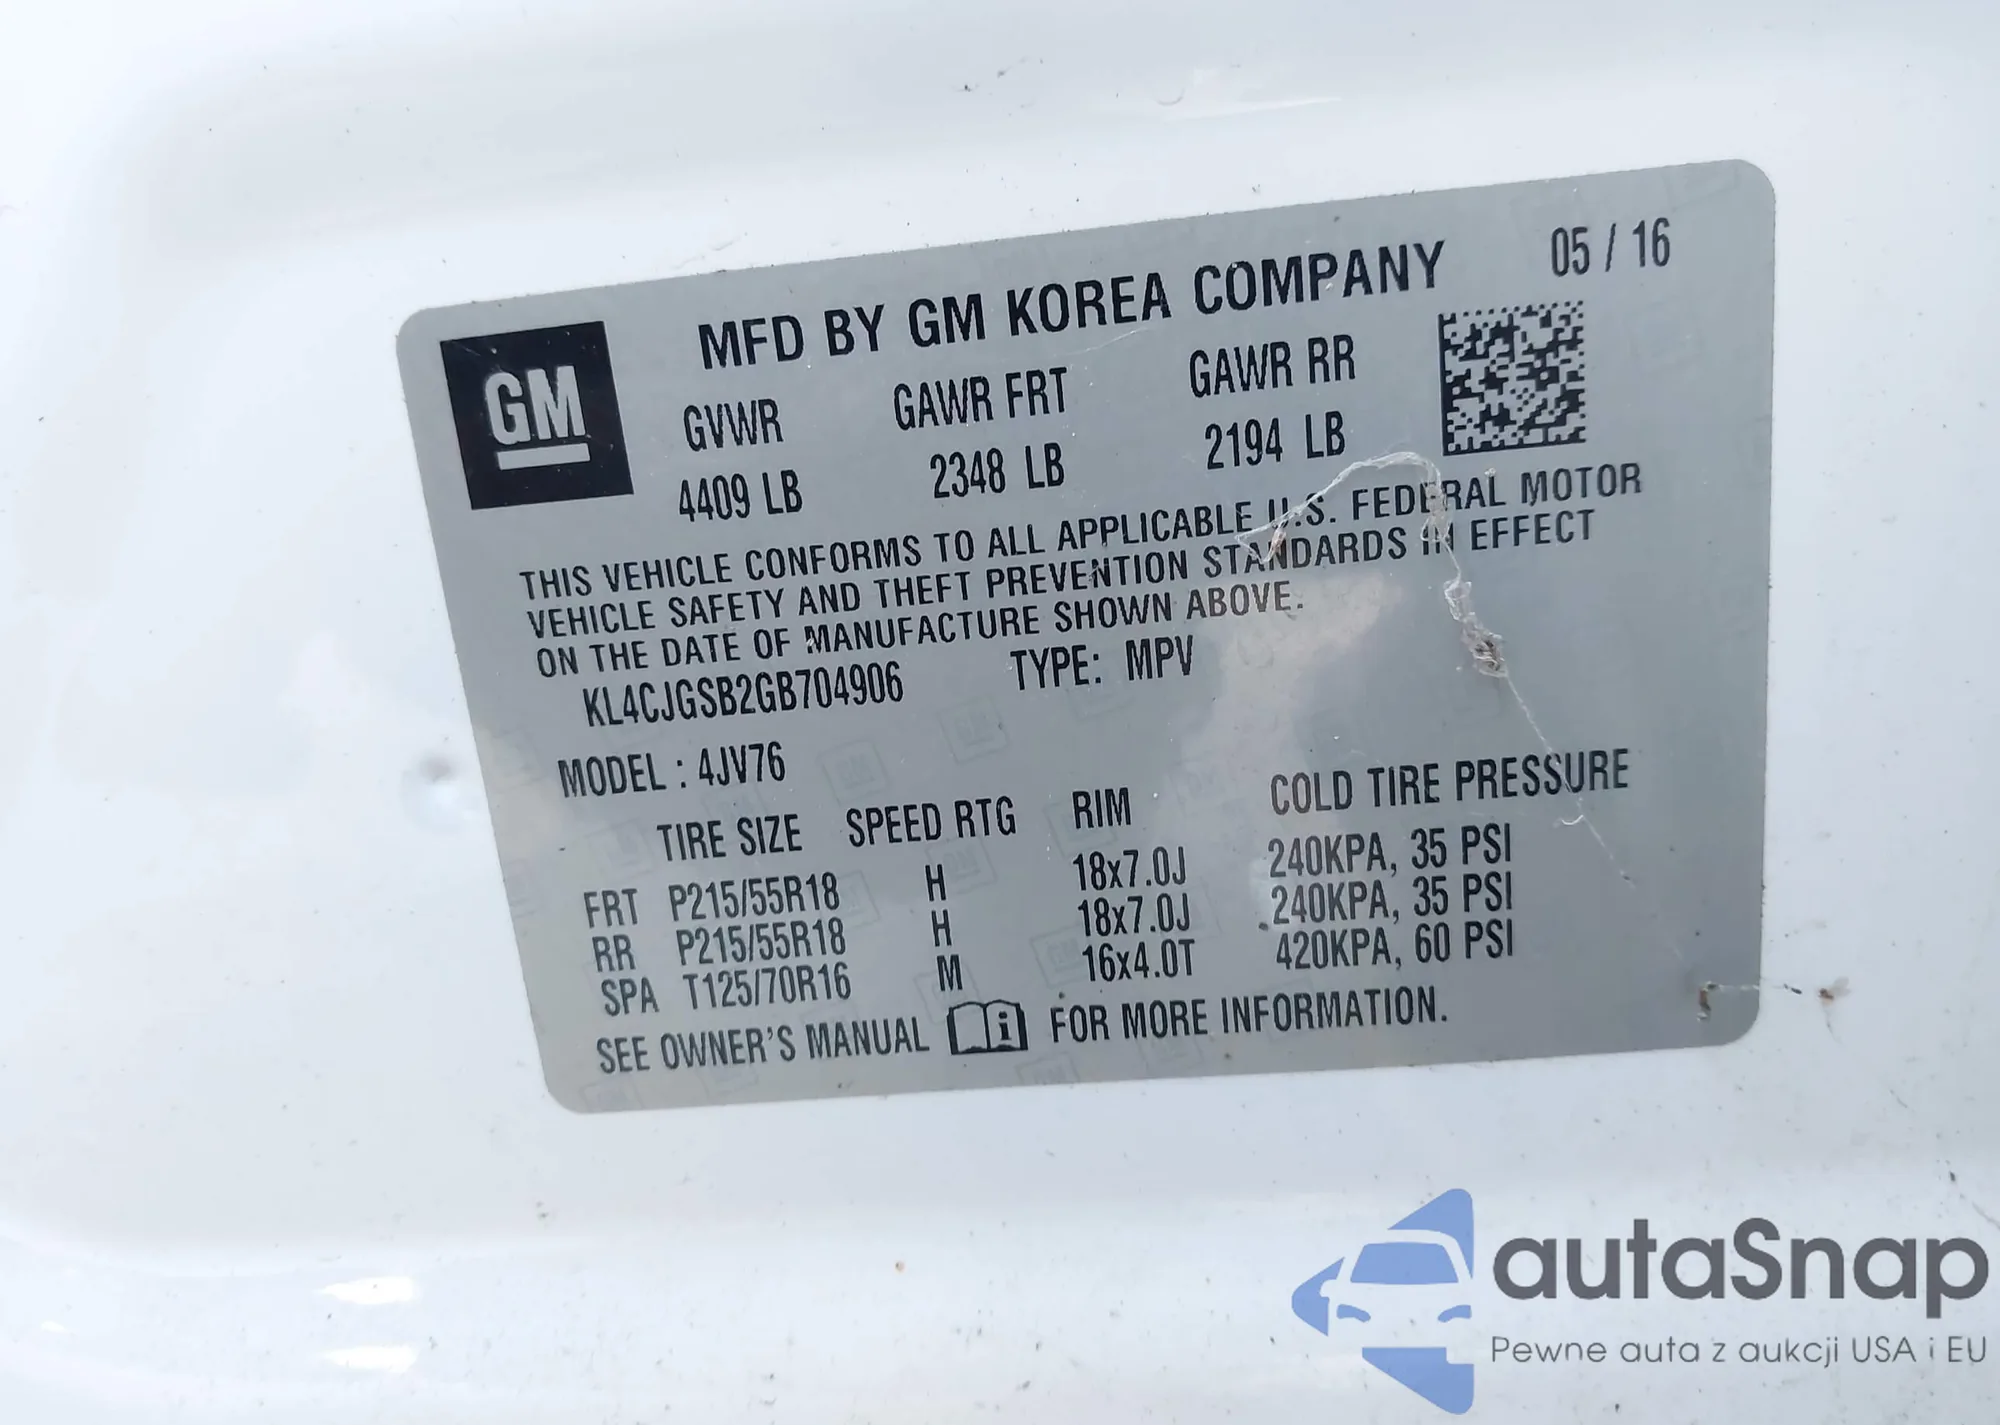 MFD BY GM KOREA COMPANY 05 / 16
GM
GVWR GAWR FRT GAWR RR
4409 LB 2348 LB 2194 LB
THIS VEHICLE CONFORMS TO ALL APPLICABLE U.S. FEDERAL MOTOR
VEHICLE SAFETY AND THEFT PREVENTION STANDARDS IN EFFECT
ON THE DATE OF MANUFACTURE SHOWN ABOVE.
KL4CJGSB2GB704906 TYPE: MPV
MODEL : 4JV76
TIRE SIZE SPEED RTG RIM COLD TIRE PRESSURE
FRT P215/55R18 H 18x7.0J 240KPA, 35 PSI
RR P215/55R18 H 18x7.0J 240KPA, 35 PSI
SPA T125/70R16 M 16x4.0T 420KPA, 60 PSI
SEE OWNER'S MANUAL i FOR MORE INFORMATION.
autaSnap
Pewne auta z aukcji USA i EU